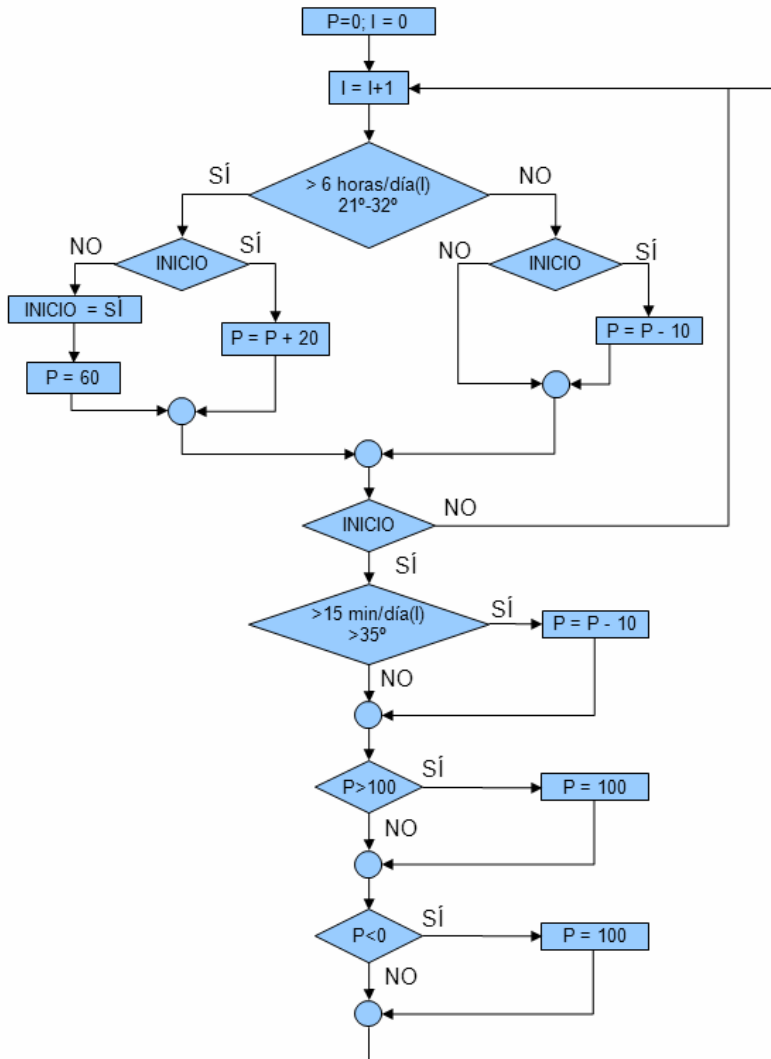 P=0; I = 0
I = I+1
> 6 horas/día(I)
21º-32º
SÍ
NO
NO
INICIO
SÍ
NO
INICIO
SÍ
INICIO = SÍ
P = P + 20
P = P - 10
P = 60
INICIO
NO
SÍ
>15 min/día(I)
>35º
SÍ
P = P - 10
NO
P>100
SÍ
P = 100
NO
P<0
SÍ
P = 100
NO